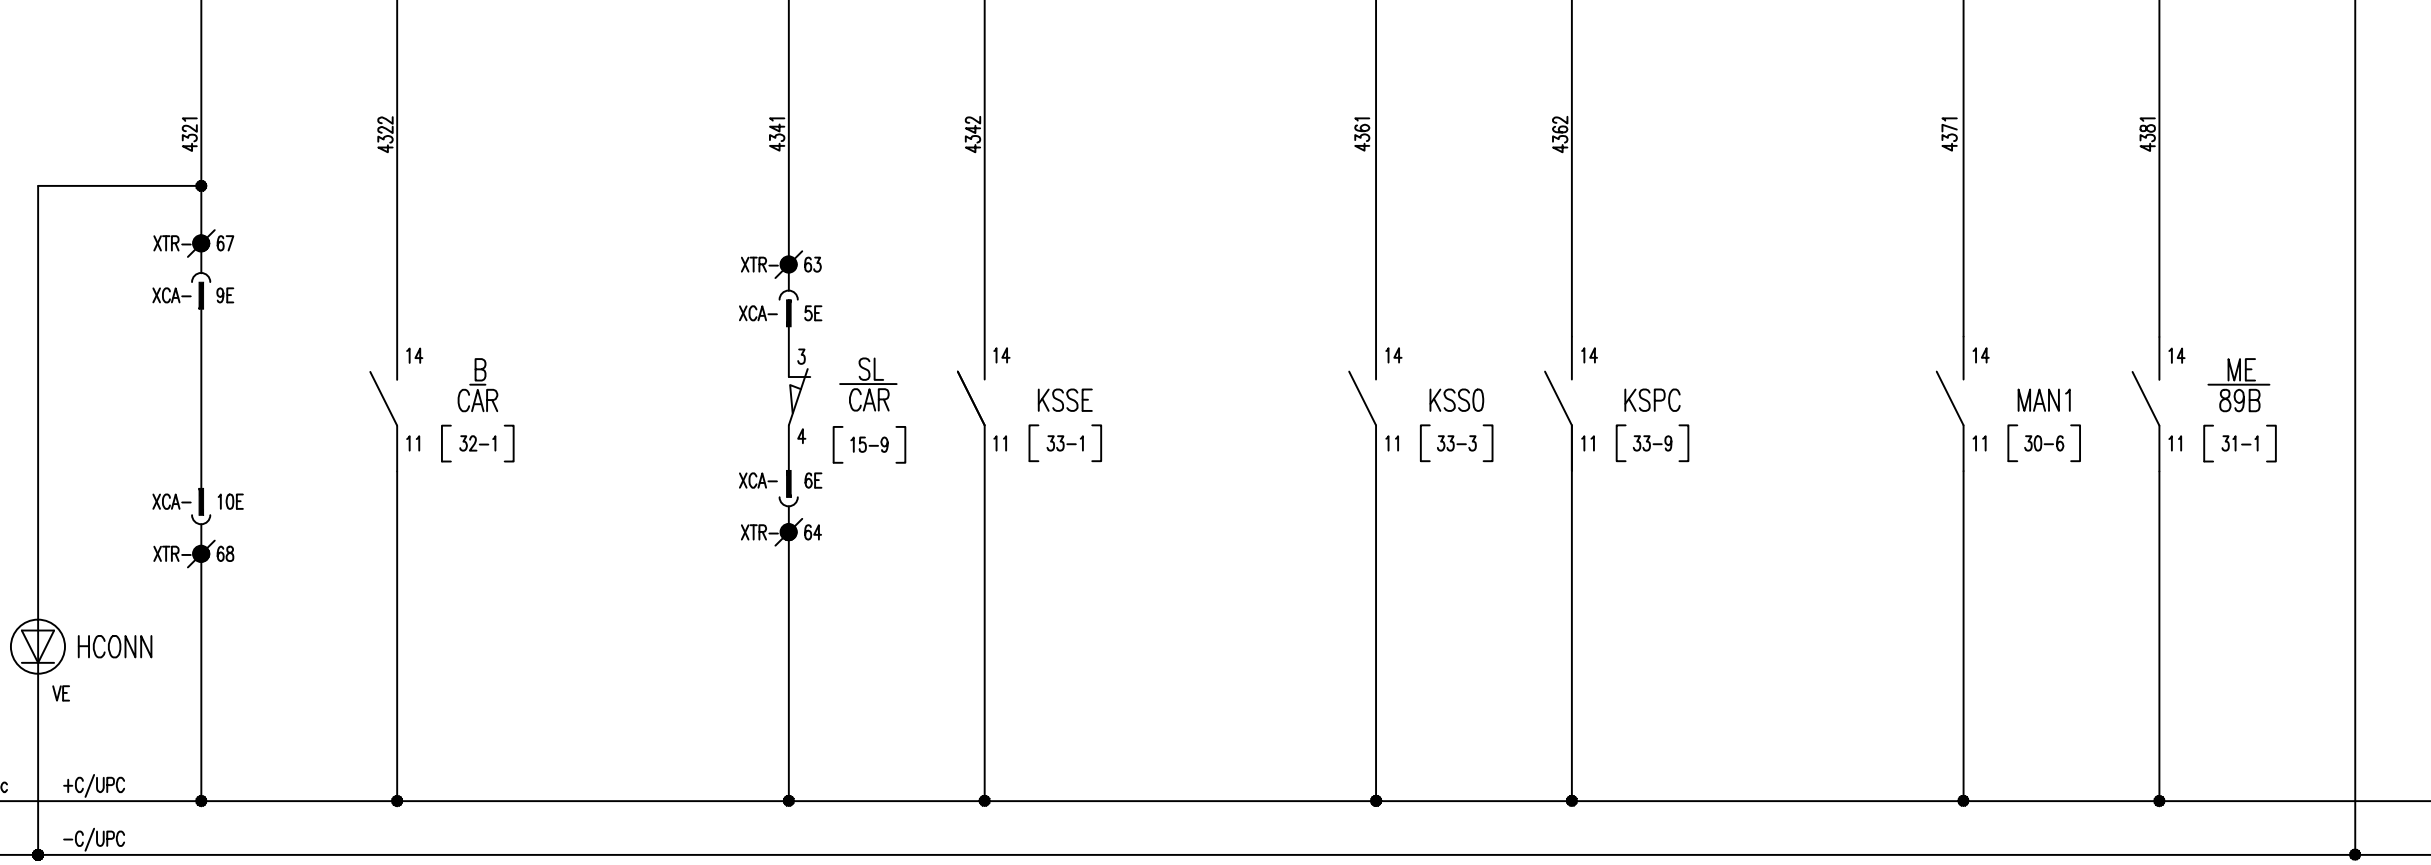 4321
4322
4341
4342
4361
4362
4371
4381
XTR- 67
XCA- 9E
XTR- 63
XCA- 5E
14
B
CAR
11
[32-1]
3
SL
CAR
4
[15-9]
14
KSSE
11
[33-1]
14
KSSO
11
[33-3]
14
KSPC
11
[33-9]
14
MAN1
11
[30-6]
14
ME
89B
11
[31-1]
XCA- 6E
XCA- 10E
XTR- 64
XTR- 68
HCONN
VE
c
+C/UPC
-C/UPC